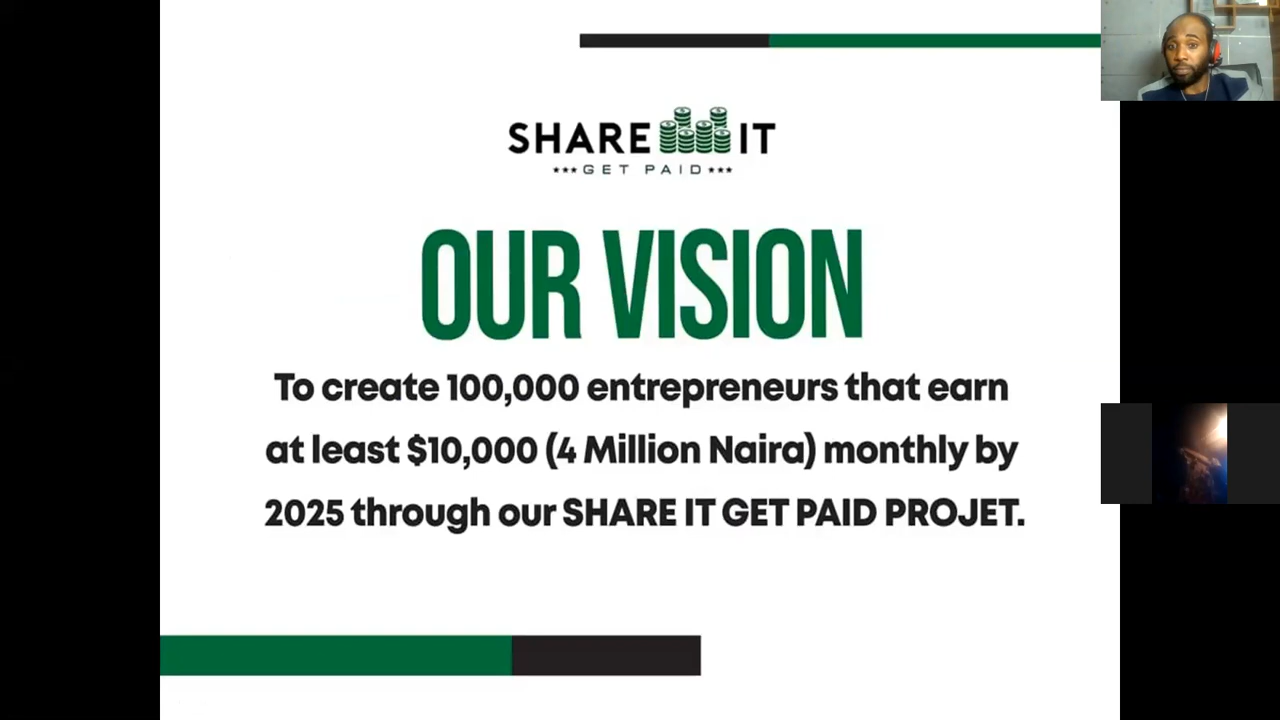 SHARE IT
***GET PAID***
OUR VISION
To create 100,000 entrepreneurs that earn
at least $10,000 (4 Million Naira) monthly by
2025 through our SHARE IT GET PAID PROJET.